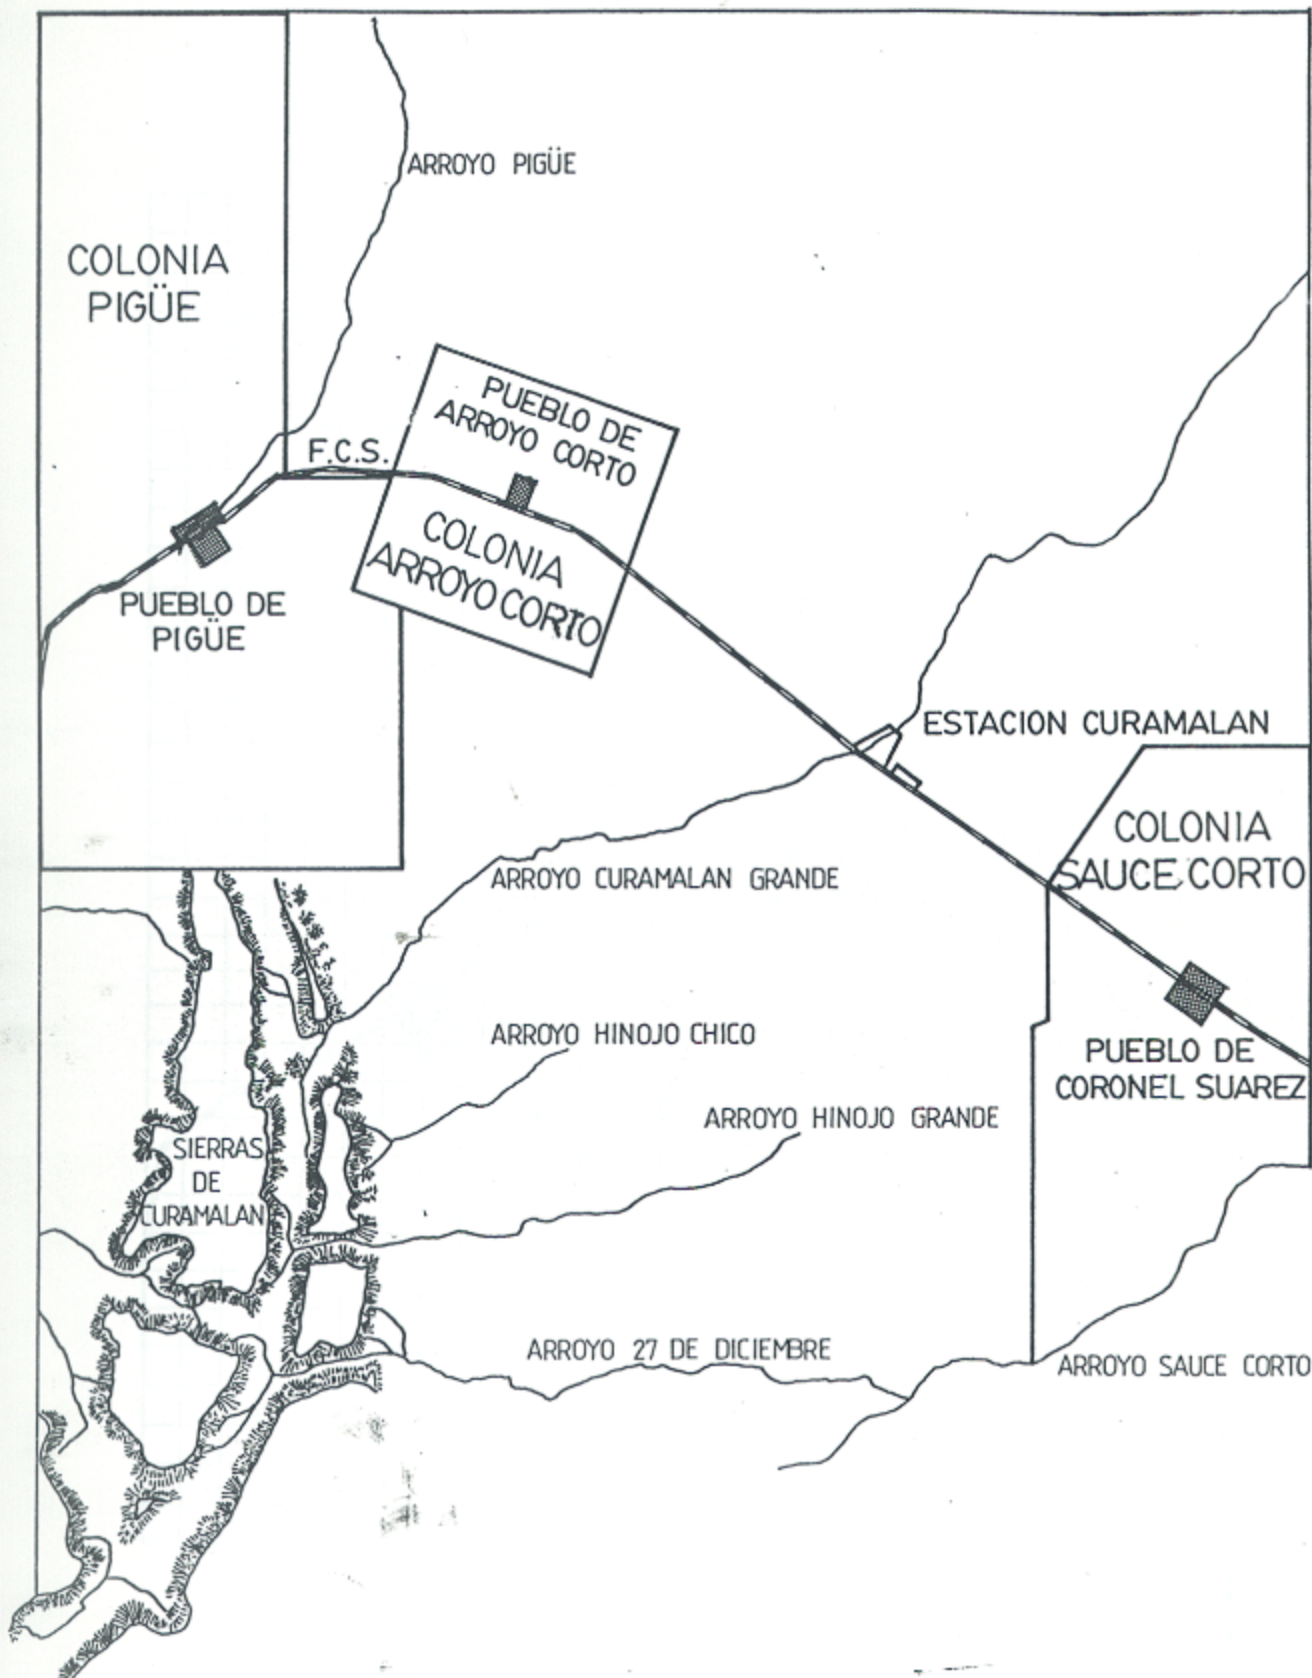 ARROYO PIGÜE
COLONIA
PIGÜE
PUEBLO DE
ARROYO CORTO
F.C.S.
COLONIA
ARROYO CORTO
PUEBLO DE
PIGÜE
ESTACION CURAMALAN
COLONIA
SAUCE CORTO
ARROYO CURAMALAN GRANDE
ARROYO HINOJO CHICO
PUEBLO DE
CORONEL SUAREZ
ARROYO HINOJO GRANDE
SIERRAS
DE
CURAMALAN
ARROYO 27 DE DICIEMBRE
ARROYO SAUCE CORTO